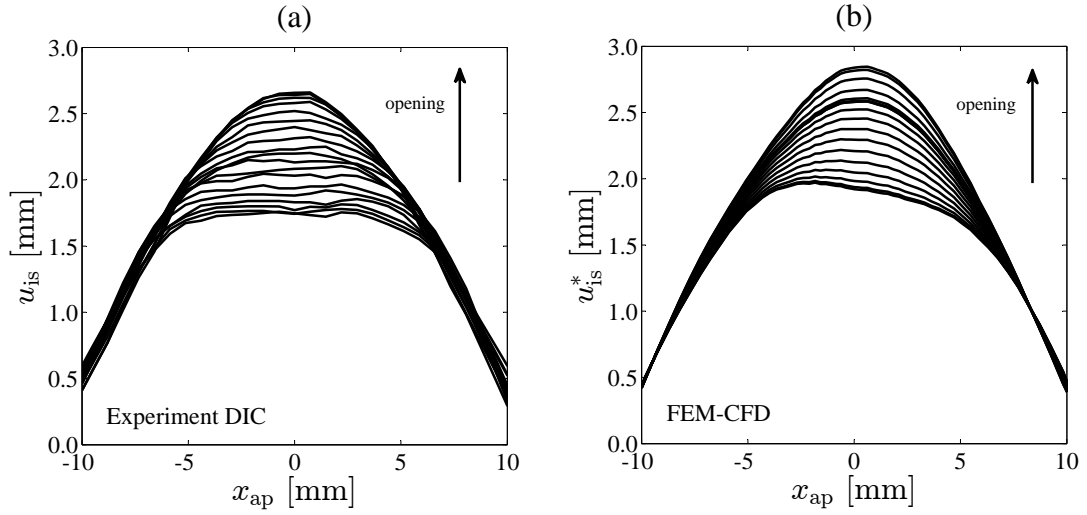 (a)
3.0
2.5
2.0
1.5
1.0
0.5
0.0
-10
-5
0
5
10
u_is [mm]
x_ap [mm]
opening
Experiment DIC
(b)
3.0
2.5
2.0
1.5
1.0
0.5
0.0
-10
-5
0
5
10
u*_is [mm]
x_ap [mm]
opening
FEM-CFD